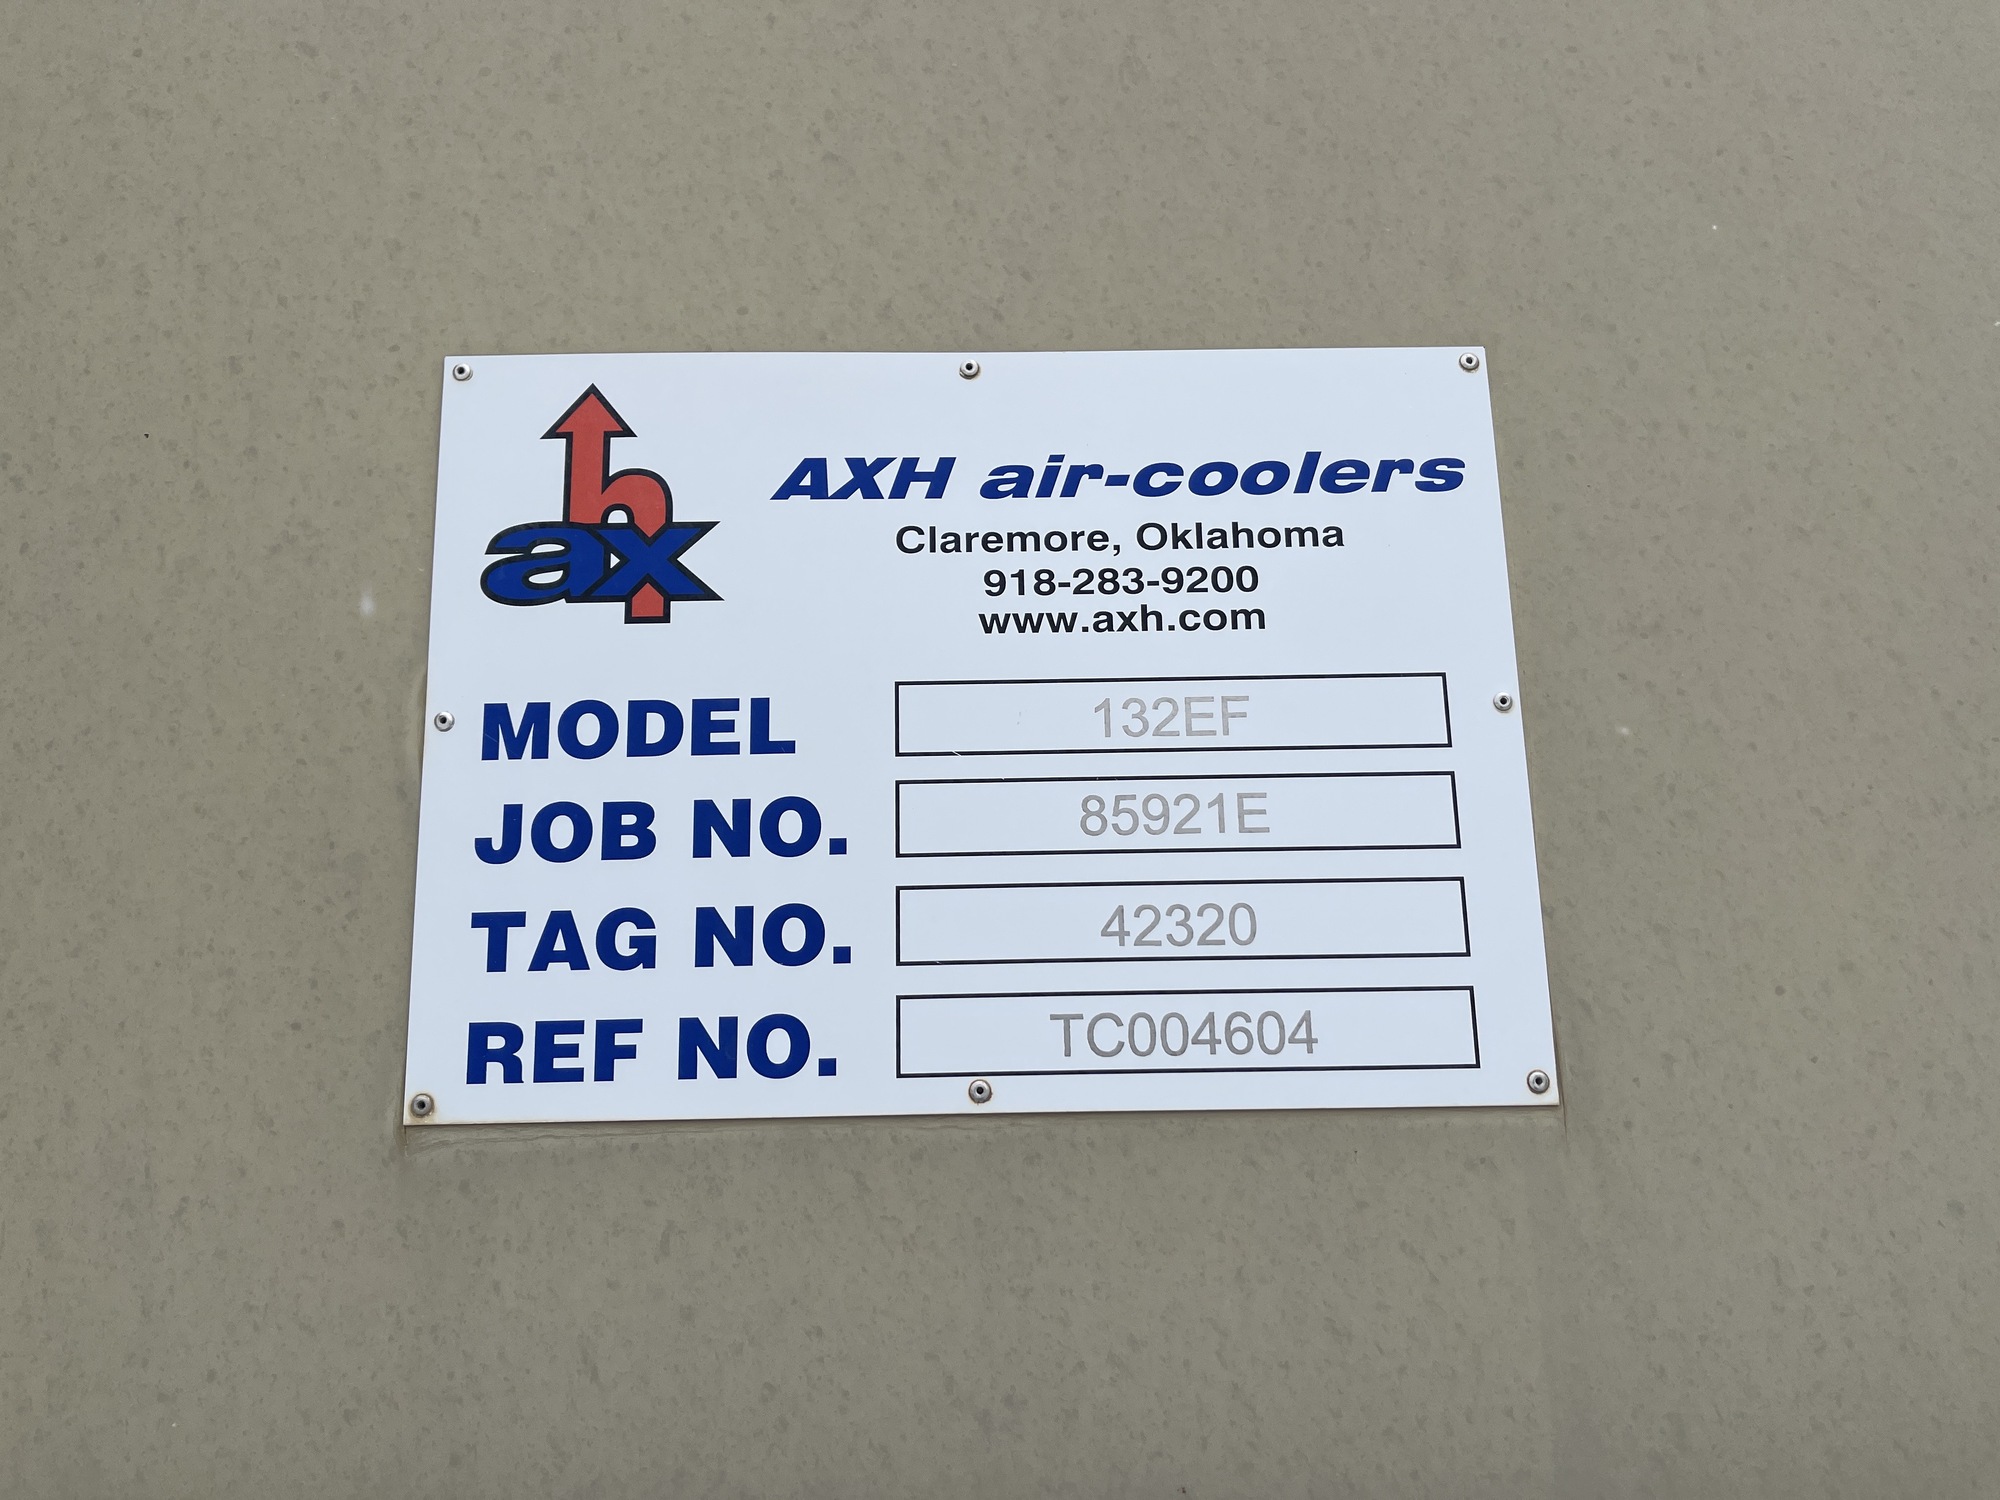 axh
AXH air-coolers
Claremore, Oklahoma
918-283-9200
www.axh.com
MODEL 132EF
JOB NO. 85921E
TAG NO. 42320
REF NO. TC004604